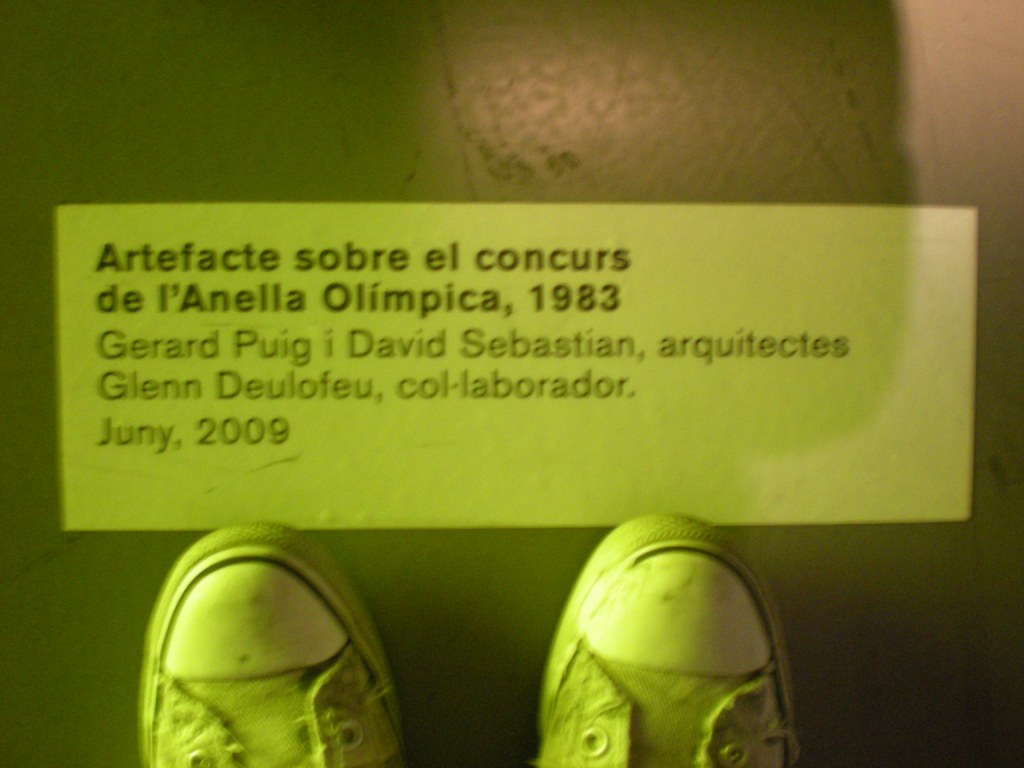 Artefacte sobre el concurs
de l'Anella Olímpica, 1983
Gerard Puig i David Sebastian, arquitectes
Glenn Deulofeu, col·laborador.
Juny, 2009